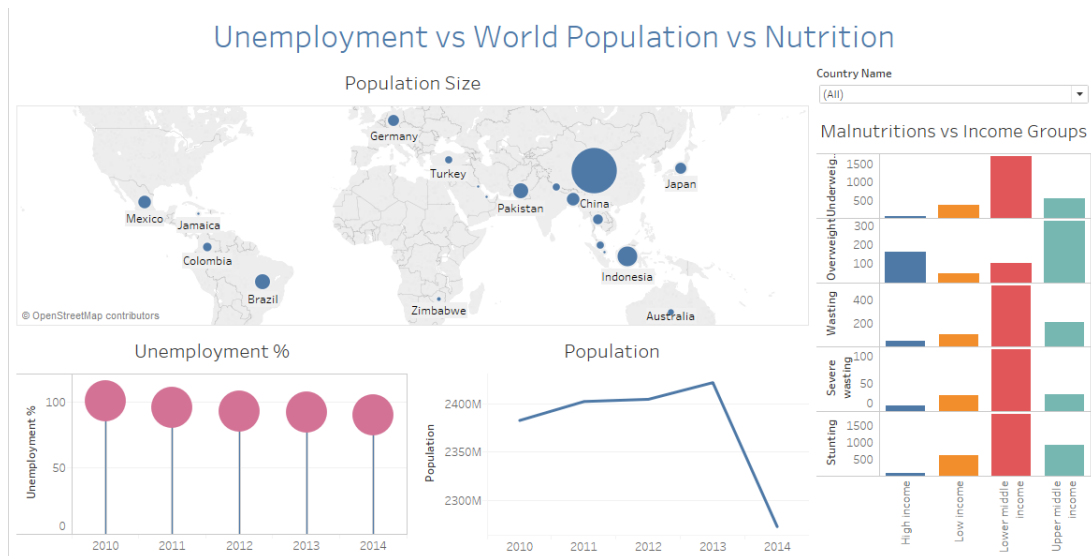 Unemployment vs World Population vs Nutrition
Population Size
Germany
Turkey
Japan
China
Pakistan
Mexico
Jamaica
Colombia
Indonesia
Brazil
Zimbabwe
Australia
© OpenStreetMap contributors
Country Name
(All)
Malnutritions vs Income Groups
Underweig..
1500
1000
500
Overweight
300
200
100
Wasting
400
200
Severe
wasting
100
50
0
Stunting
1500
1000
500
High income
Low income
Lower middle
income
Upper middle
income
Unemployment %
Unemployment %
100
50
0
2010
2011
2012
2013
2014
Population
Population
2400M
2350M
2300M
2010
2011
2012
2013
2014